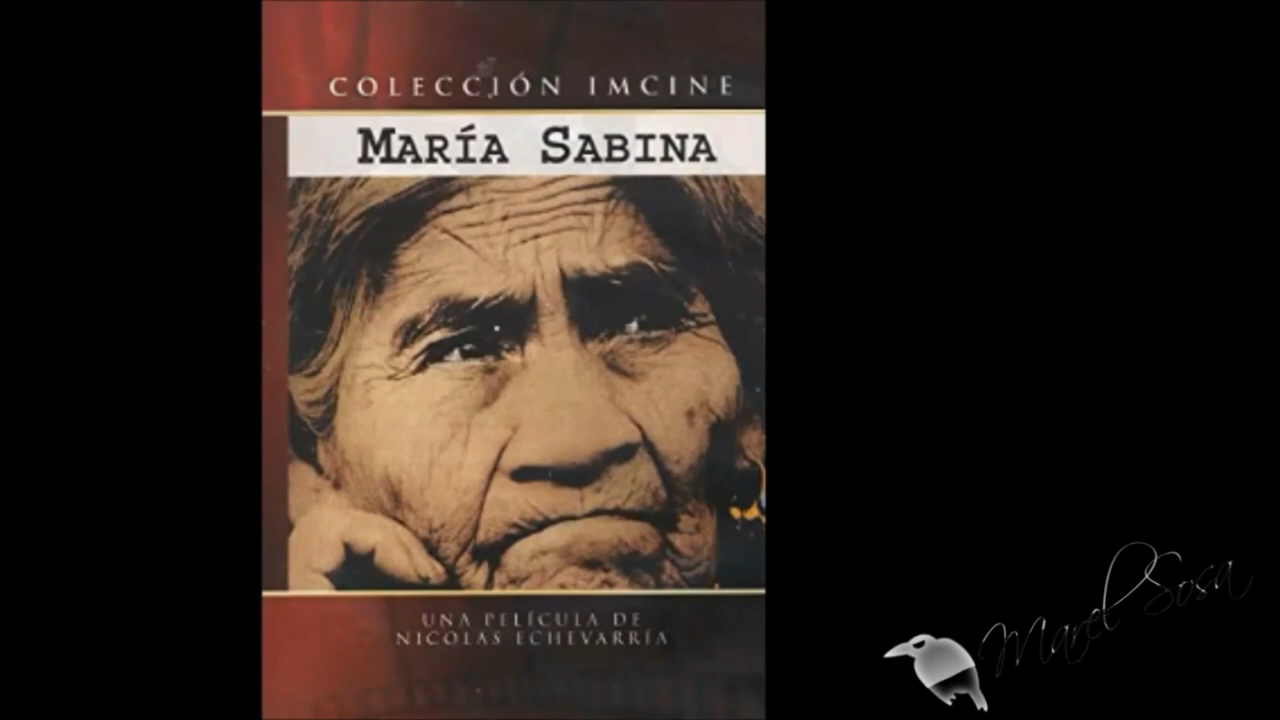 COLECCIÓN IMCINE
MARÍA SABINA
UNA PELÍCULA DE
NICOLAS ECHEVARRÍA
Marel Sosa